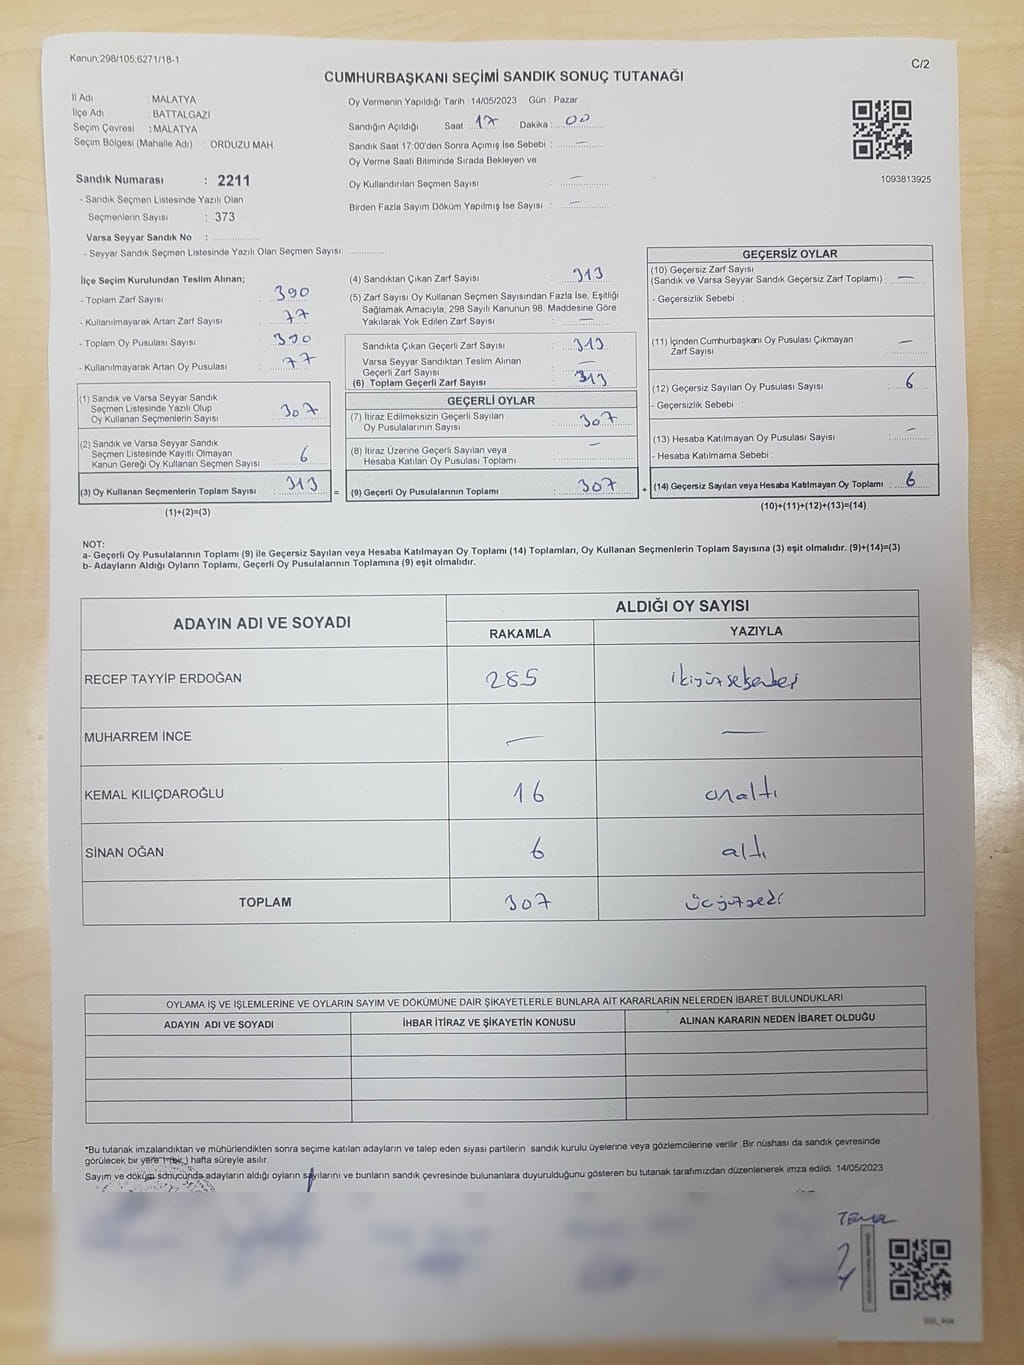 Kanun;298/105;6271/18-1
C/2
CUMHURBAŞKANI SEÇİMİ SANDIK SONUÇ TUTANAĞI
İl Adı : MALATYA
İlçe Adı : BATTALGAZİ
Seçim Çevresi : MALATYA
Seçim Bölgesi (Mahalle Adı) : ORDUZU MAH.
Sandık Numarası : 2211
- Sandık Seçmen Listesinde Yazılı Olan
Seçmenlerin Sayısı : 373
Varsa Seyyar Sandık No : ..............
- Seyyar Sandık Seçmen Listesinde Yazılı Olan Seçmen Sayısı: ..............
Oy Vermenin Yapıldığı Tarih : 14/05/2023 Gün : Pazar
Sandığın Açıldığı Saat : 17 Dakika : 00
Sandık Saat 17:00'den Sonra Açımış İse Sebebi : —
Oy Verme Saati Bitiminde Sırada Bekleyen ve
Oy Kullandırılan Seçmen Sayısı : —
Birden Fazla Sayım Döküm Yapılmış İse Sayısı : —
1093813925
İlçe Seçim Kurulundan Teslim Alınan;
- Toplam Zarf Sayısı : 390
- Kullanılmayarak Artan Zarf Sayısı : 77
- Toplam Oy Pusulası Sayısı : 390
- Kullanılmayarak Artan Oy Pusulası : 77
(1) Sandık ve Varsa Seyyar Sandık
Seçmen Listesinde Yazılı Olup
Oy Kullanan Seçmenlerin Sayısı : 307
(2) Sandık ve Varsa Seyyar Sandık
Seçmen Listesinde Kayıtlı Olmayan
Kanun Gereği Oy Kullanan Seçmen Sayısı : 6
(3) Oy Kullanan Seçmenlerin Toplam Sayısı : 313
(1)+(2)=(3)
=
(4) Sandıktan Çıkan Zarf Sayısı : 313
(5) Zarf Sayısı Oy Kullanan Seçmen Sayısından Fazla İse, Eşitliği
Sağlamak Amacıyla; 298 Sayılı Kanunun 98. Maddesine Göre
Yakılarak Yok Edilen Zarf Sayısı : —
Sandıkta Çıkan Geçerli Zarf Sayısı : 313
Varsa Seyyar Sandıktan Teslim Alınan
Geçerli Zarf Sayısı : —
(6) Toplam Geçerli Zarf Sayısı : 313
GEÇERLİ OYLAR
(7) İtiraz Edilmeksizin Geçerli Sayılan
Oy Pusulalarının Sayısı : 307
(8) İtiraz Üzerine Geçerli Sayılan veya
Hesaba Katılan Oy Pusulası Toplamı : —
(9) Geçerli Oy Pusulalarının Toplamı : 307
+
GEÇERSİZ OYLAR
(10) Geçersiz Zarf Sayısı
(Sandık ve Varsa Seyyar Sandık Geçersiz Zarf Toplamı) : —
- Geçersizlik Sebebi :
(11) İçinden Cumhurbaşkanı Oy Pusulası Çıkmayan
Zarf Sayısı : —
(12) Geçersiz Sayılan Oy Pusulası Sayısı : 6
- Geçersizlik Sebebi :
(13) Hesaba Katılmayan Oy Pusulası Sayısı : —
- Hesaba Katılmama Sebebi :
(14) Geçersiz Sayılan veya Hesaba Katılmayan Oy Toplamı : 6
(10)+(11)+(12)+(13)=(14)
NOT:
a- Geçerli Oy Pusulalarının Toplamı (9) ile Geçersiz Sayılan veya Hesaba Katılmayan Oy Toplamı (14) Toplamları, Oy Kullanan Seçmenlerin Toplam Sayısına (3) eşit olmalıdır. (9)+(14)=(3)
b- Adayların Aldığı Oyların Toplamı, Geçerli Oy Pusulalarının Toplamına (9) eşit olmalıdır.
ADAYIN ADI VE SOYADI ALDIĞI OY SAYISI
RAKAMLA YAZIYLA
RECEP TAYYİP ERDOĞAN 285 ikiyüzseksenbeş
MUHARREM İNCE — —
KEMAL KILIÇDAROĞLU 16 onaltı
SİNAN OĞAN 6 altı
TOPLAM 307 üçyüzyedi
OYLAMA İŞ VE İŞLEMLERİNE VE OYLARIN SAYIM VE DÖKÜMÜNE DAİR ŞİKAYETLERLE BUNLARA AİT KARARLARIN NELERDEN İBARET BULUNDUKLARI
ADAYIN ADI VE SOYADI İHBAR İTİRAZ VE ŞİKAYETİN KONUSU ALINAN KARARIN NEDEN İBARET OLDUĞU
*Bu tutanak imzalandıktan ve mühürlendikten sonra seçime katılan adayların ve talep eden siyasi partilerin sandık kurulu üyelerine veya gözlemcilerine verilir. Bir nüshası da sandık çevresinde
görülecek bir yere 1 (bir) hafta süreyle asılır.
Sayım ve döküm sonucunda adayların aldığı oyların sayılarını ve bunların sandık çevresinde bulunanlara duyurulduğunu gösteren bu tutanak tarafımızdan düzenlenerek imza edildi. 14/05/2023